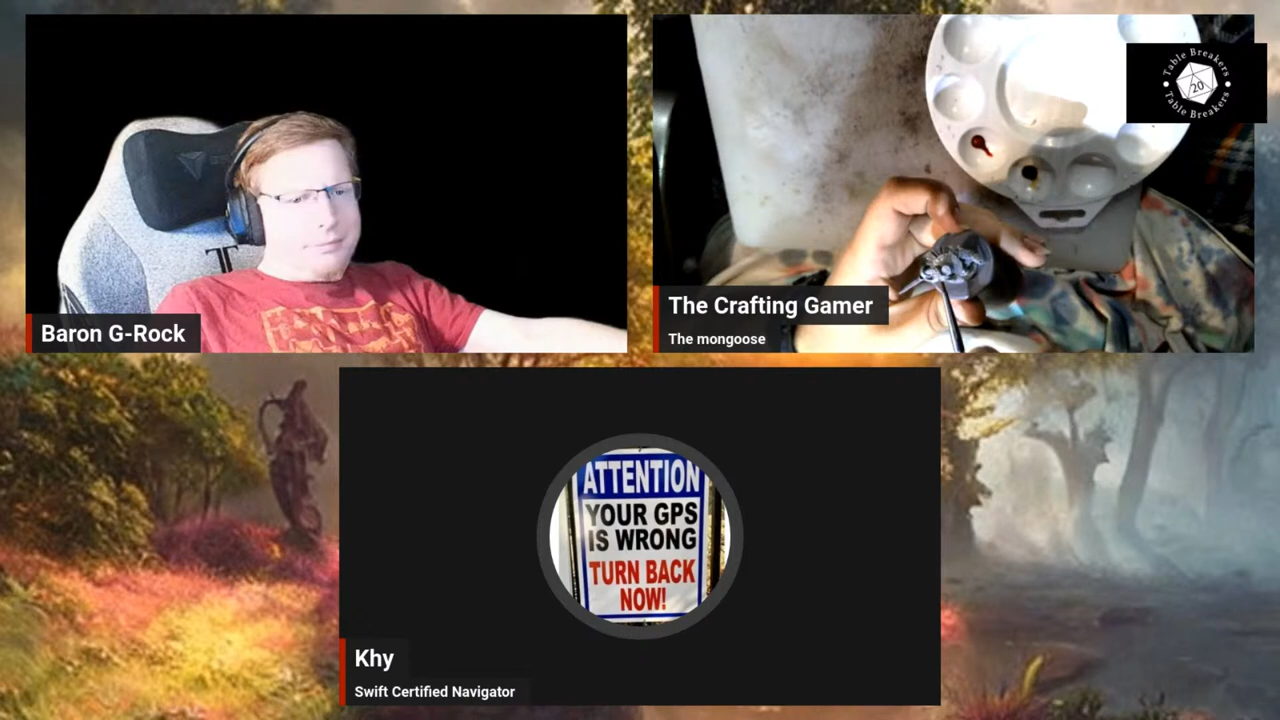 Baron G-Rock
The Crafting Gamer
The mongoose
Table Breakers
20
Table Breakers
ATTENTION
YOUR GPS
IS WRONG
TURN BACK
NOW!
Khy
Swift Certified Navigator